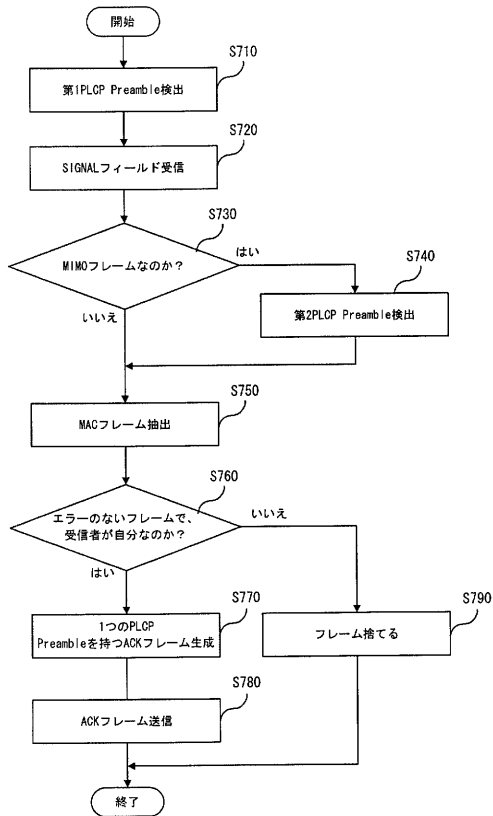 開始
S710
第1PLCP Preamble検出
S720
SIGNALフィールド受信
S730
MIMOフレームなのか?
はい
いいえ
S740
第2PLCP Preamble検出
S750
MACフレーム抽出
S760
エラーのないフレームで、
受信者が自分なのか?
いいえ
はい
S770
1つのPLCP
Preambleを持つACKフレーム生成
S790
フレーム捨てる
S780
ACKフレーム送信
終了